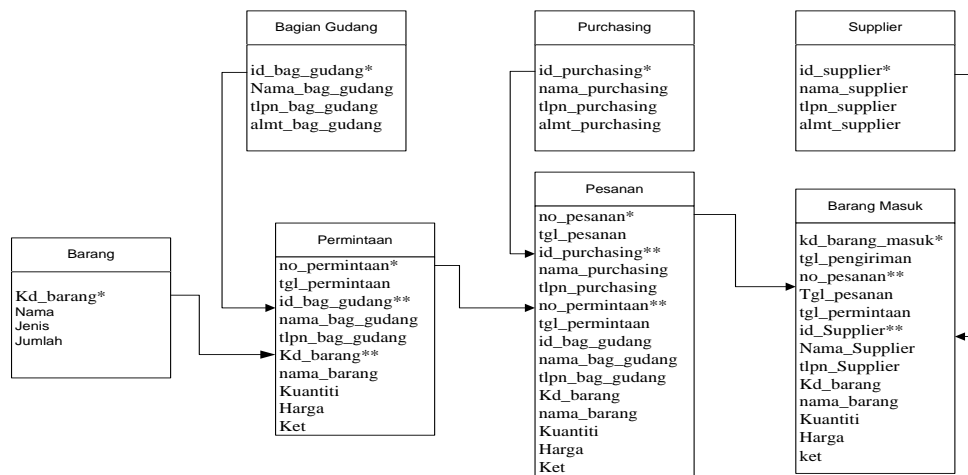 Bagian Gudang
id_bag_gudang*
Nama_bag_gudang
tlpn_bag_gudang
almt_bag_gudang
Purchasing
id_purchasing*
nama_purchasing
tlpn_purchasing
almt_purchasing
Supplier
id_supplier*
nama_supplier
tlpn_supplier
almt_supplier
Barang
Kd_barang*
Nama
Jenis
Jumlah
Permintaan
no_permintaan*
tgl_permintaan
id_bag_gudang**
nama_bag_gudang
tlpn_bag_gudang
Kd_barang**
nama_barang
Kuantiti
Harga
Ket
Pesanan
no_pesanan*
tgl_pesanan
id_purchasing**
nama_purchasing
tlpn_purchasing
no_permintaan**
tgl_permintaan
id_bag_gudang
nama_bag_gudang
tlpn_bag_gudang
Kd_barang
nama_barang
Kuantiti
Harga
Ket
Barang Masuk
kd_barang_masuk*
tgl_pengiriman
no_pesanan**
Tgl_pesanan
tgl_permintaan
id_Supplier**
Nama_Supplier
tlpn_Supplier
Kd_barang
nama_barang
Kuantiti
Harga
ket